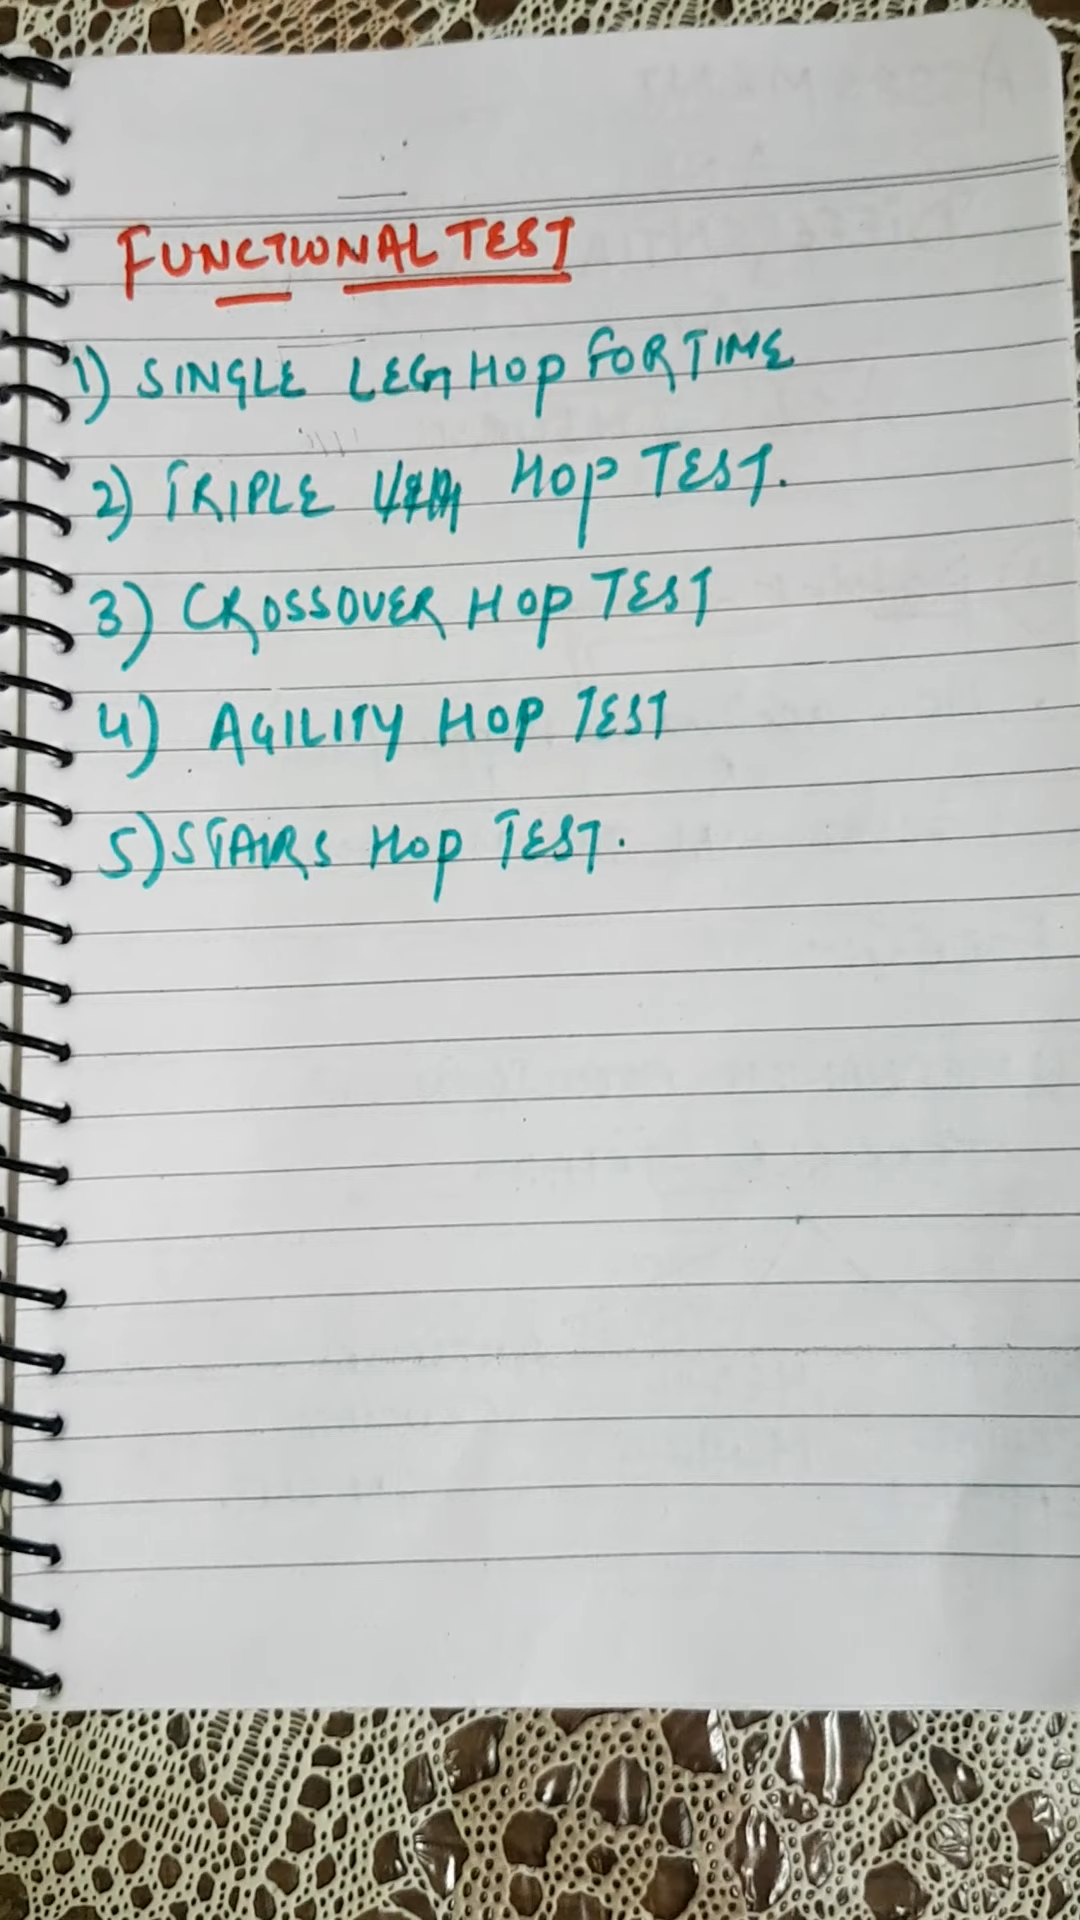 FUNCTIONAL TEST
1) SINGLE LEG HOP FOR TIME
2) TRIPLE HOP TEST.
3) CROSSOVER HOP TEST
4) AGILITY HOP TEST
5) STAIRS HOP TEST.